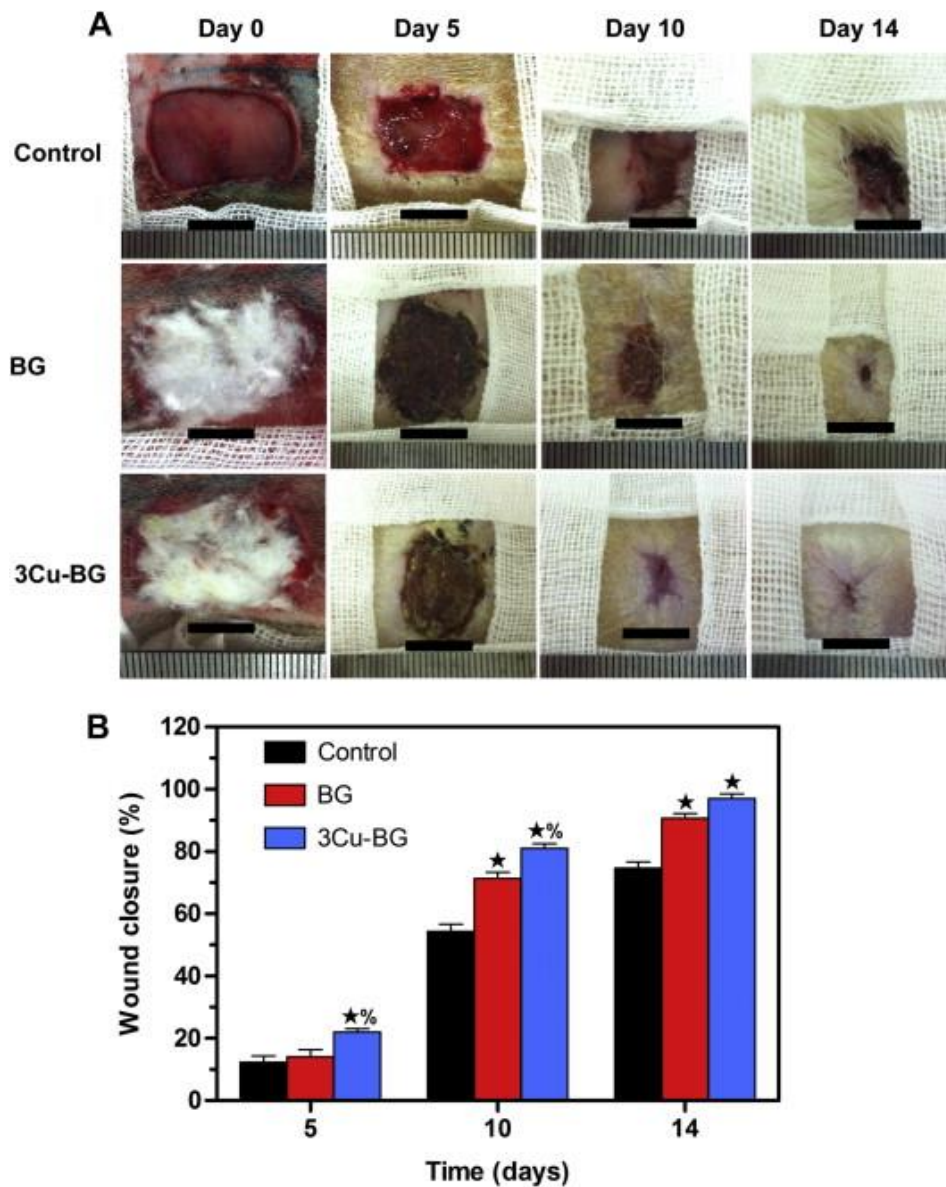 A
Day 0 Day 5 Day 10 Day 14
Control
BG
3Cu-BG
B
120
100
80
60
40
20
0
Control
BG
3Cu-BG
★%
★
★%
★
★
5 10 14
Wound closure (%)
Time (days)